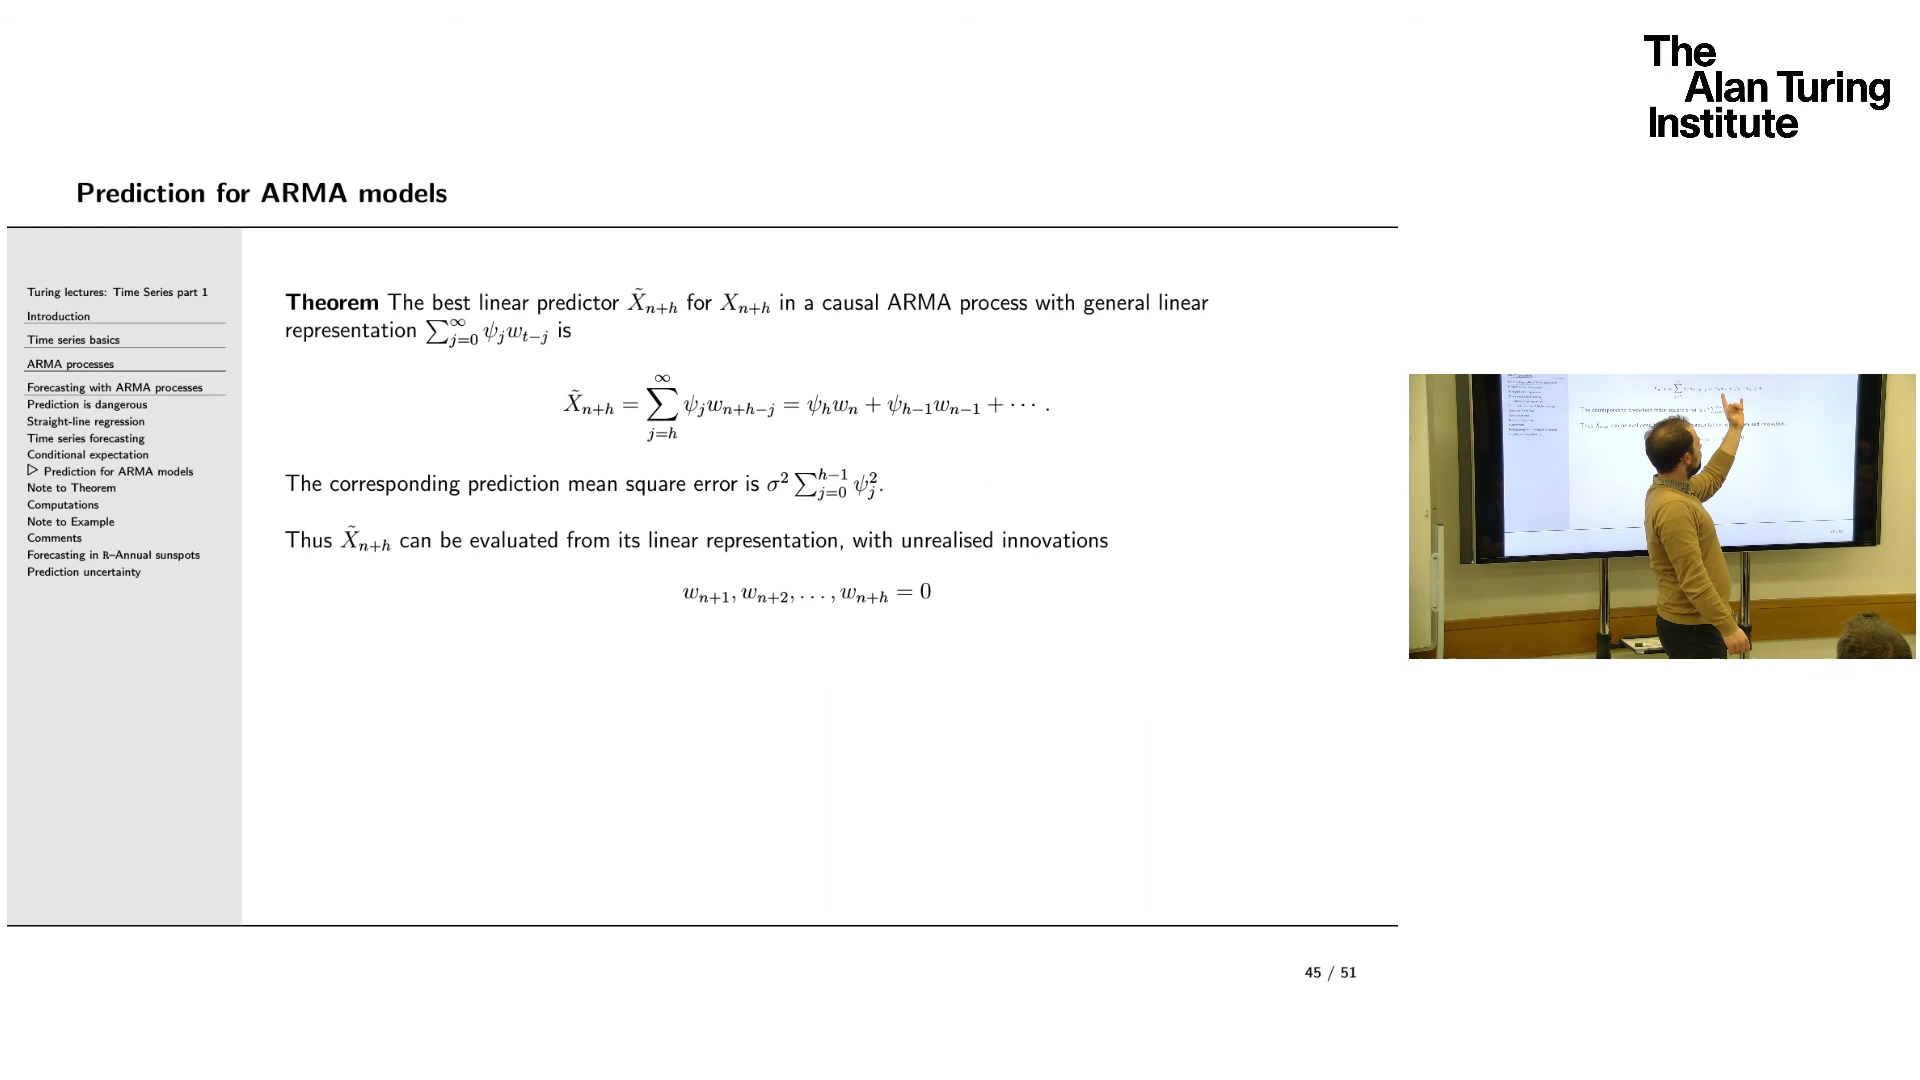 The
Alan Turing
Institute
Prediction for ARMA models
Turing lectures: Time Series part 1
Introduction
Time series basics
ARMA processes
Forecasting with ARMA processes
Prediction is dangerous
Straight-line regression
Time series forecasting
Conditional expectation
▷ Prediction for ARMA models
Note to Theorem
Computations
Note to Example
Comments
Forecasting in R–Annual sunspots
Prediction uncertainty
Theorem The best linear predictor X̃_{n+h} for X_{n+h} in a causal ARMA process with general linear
representation ∑_{j=0}^{∞} ψ_j w_{t−j} is
X̃_{n+h} = ∑_{j=h}^{∞} ψ_j w_{n+h−j} = ψ_h w_n + ψ_{h−1} w_{n−1} + ⋯ .
The corresponding prediction mean square error is σ² ∑_{j=0}^{h−1} ψ_j².
Thus X̃_{n+h} can be evaluated from its linear representation, with unrealised innovations
w_{n+1}, w_{n+2}, . . . , w_{n+h} = 0
45 / 51